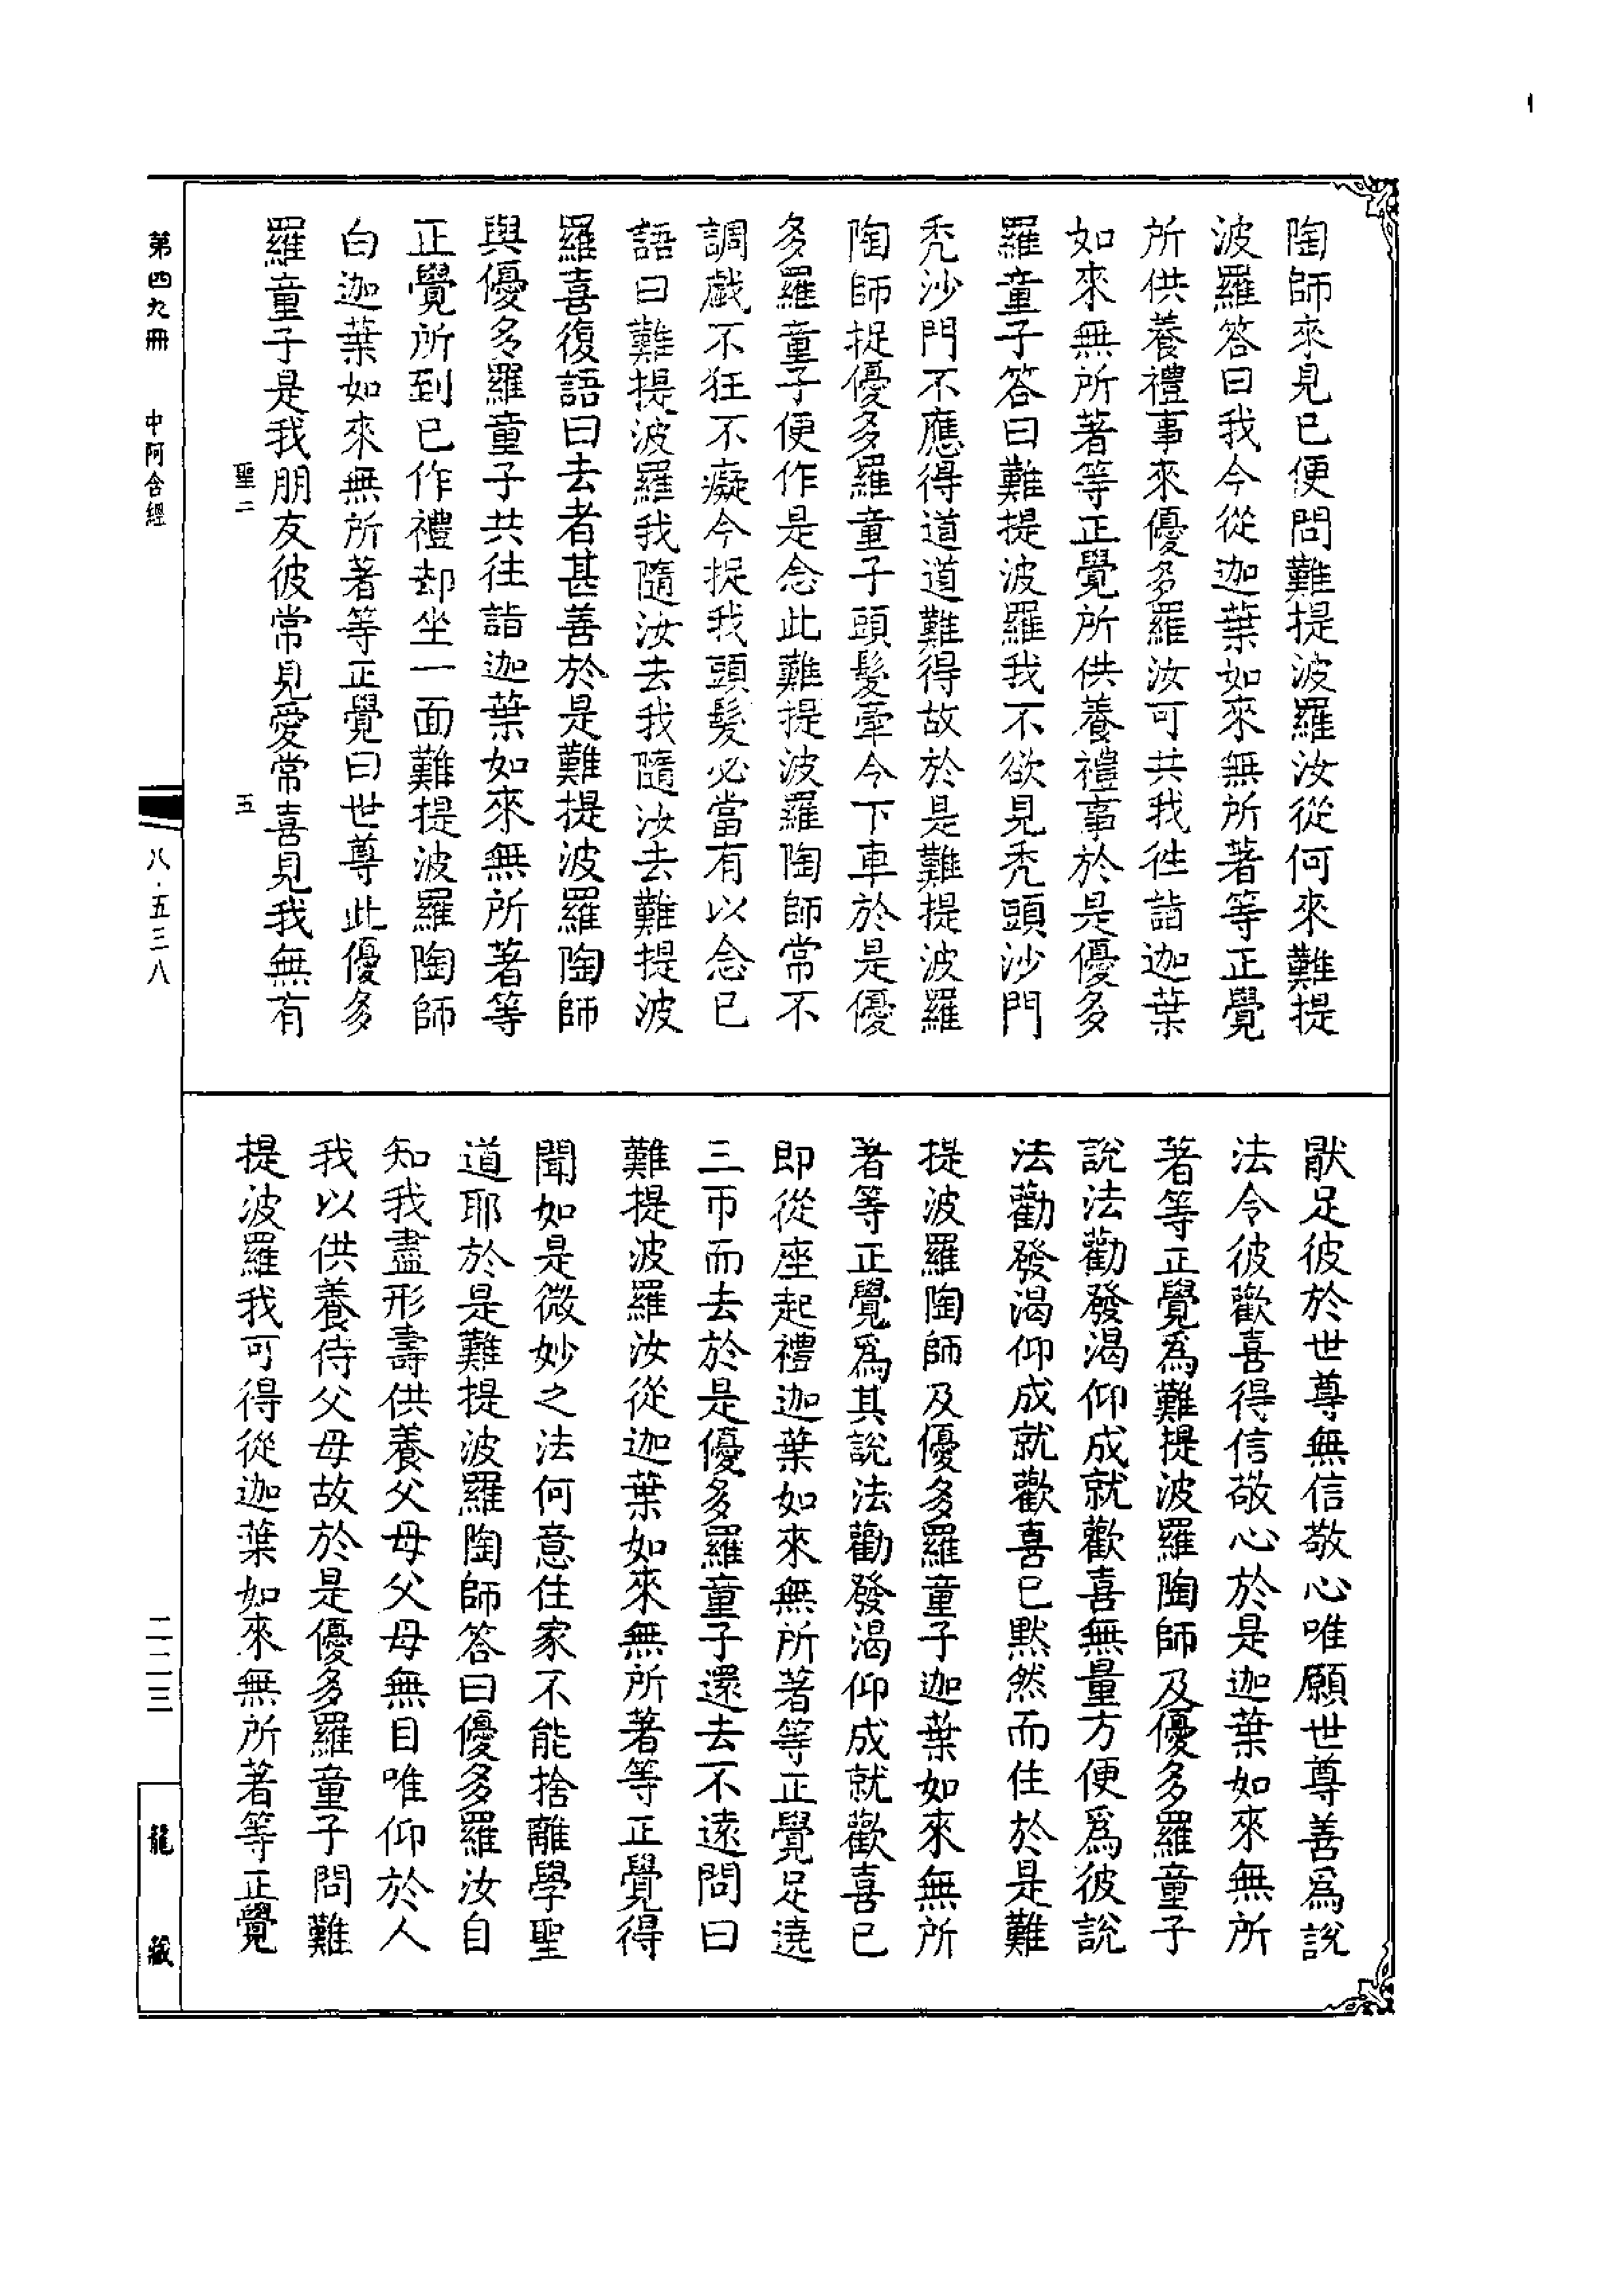 陶師來見已便問難提波羅汝從何來難提
波羅答曰我今從迦葉如來無所著等正覺
所供養禮事來優多羅汝可共我徃詣迦葉
如來無所著等正覺所供養禮事於是優多
羅童子答曰難提波羅我不欲見秃頭沙門
秃沙門不應得道道難得故於是難提波羅
陶師捉優多羅童子頭髮牽令下車於是優
多羅童子便作是念此難提波羅陶師常不
調戲不狂不癡今捉我頭髮必當有以念已
語曰難提波羅我隨汝去我隨汝去難提波
羅喜復語曰去者甚善於是難提波羅陶師
與優多羅童子共往詣迦葉如來無所著等
正覺所到已作禮却坐一面難提波羅陶師
白迦葉如來無所著等正覺曰世尊此優多
羅童子是我朋友彼常見愛常喜見我無有
聖二 五
第四九冊 中阿含經 八·五三八
厭足彼於世尊無信敬心唯願世尊善爲說
法令彼歡喜得信敬心於是迦葉如來無所
著等正覺爲難提波羅陶師及優多羅童子
說法勸發渴仰成就歡喜無量方便爲彼說
法勸發渴仰成就歡喜已默然而住於是難
提波羅陶師及優多羅童子迦葉如來無所
著等正覺爲其說法勸發渴仰成就歡喜已
即從座起禮迦葉如來無所著等正覺足遶
三帀而去於是優多羅童子還去不遠問曰
難提波羅汝從迦葉如來無所著等正覺得
聞如是微妙之法何意住家不能捨離學聖
道耶於是難提波羅陶師答曰優多羅汝自
知我盡形壽供養父母父母無目唯仰於人
我以供養侍父母故於是優多羅童子問難
提波羅我可得從迦葉如來無所著等正覺
二二三
龍藏